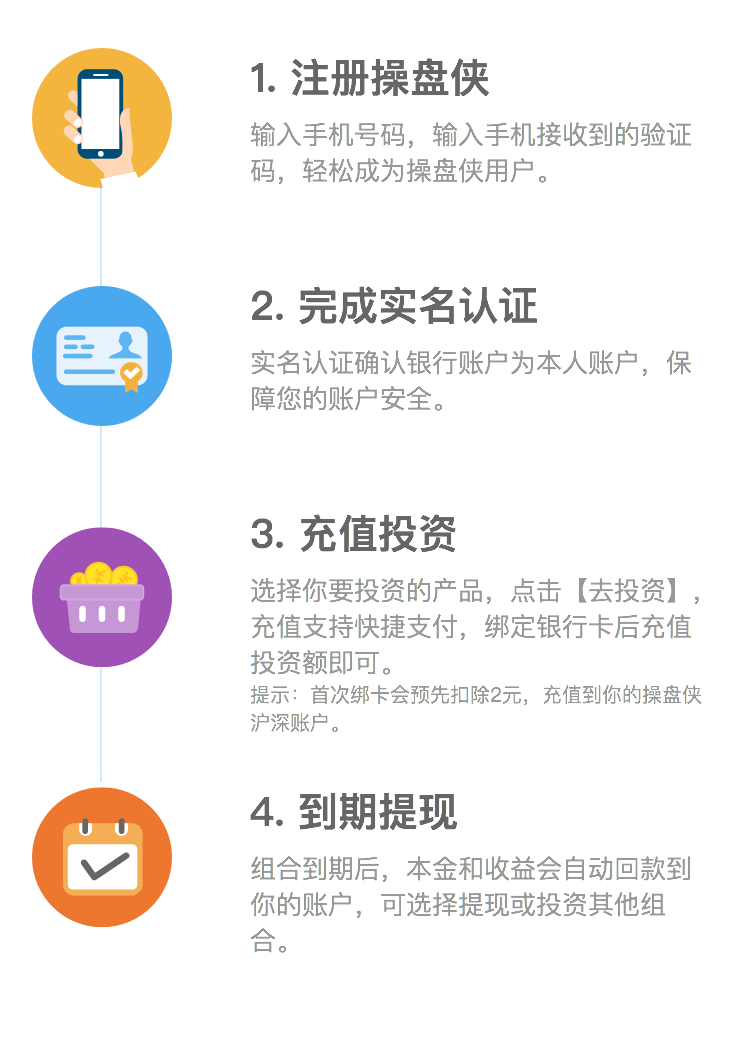 1. 注册操盘侠
输入手机号码，输入手机接收到的验证
码，轻松成为操盘侠用户。
2. 完成实名认证
实名认证确认银行账户为本人账户，保
障您的账户安全。
3. 充值投资
选择你要投资的产品，点击【去投资】，
充值支持快捷支付，绑定银行卡后充值
投资额即可。
提示：首次绑卡会预先扣除2元，充值到你的操盘侠
沪深账户。
4. 到期提现
组合到期后，本金和收益会自动回款到
你的账户，可选择提现或投资其他组
合。